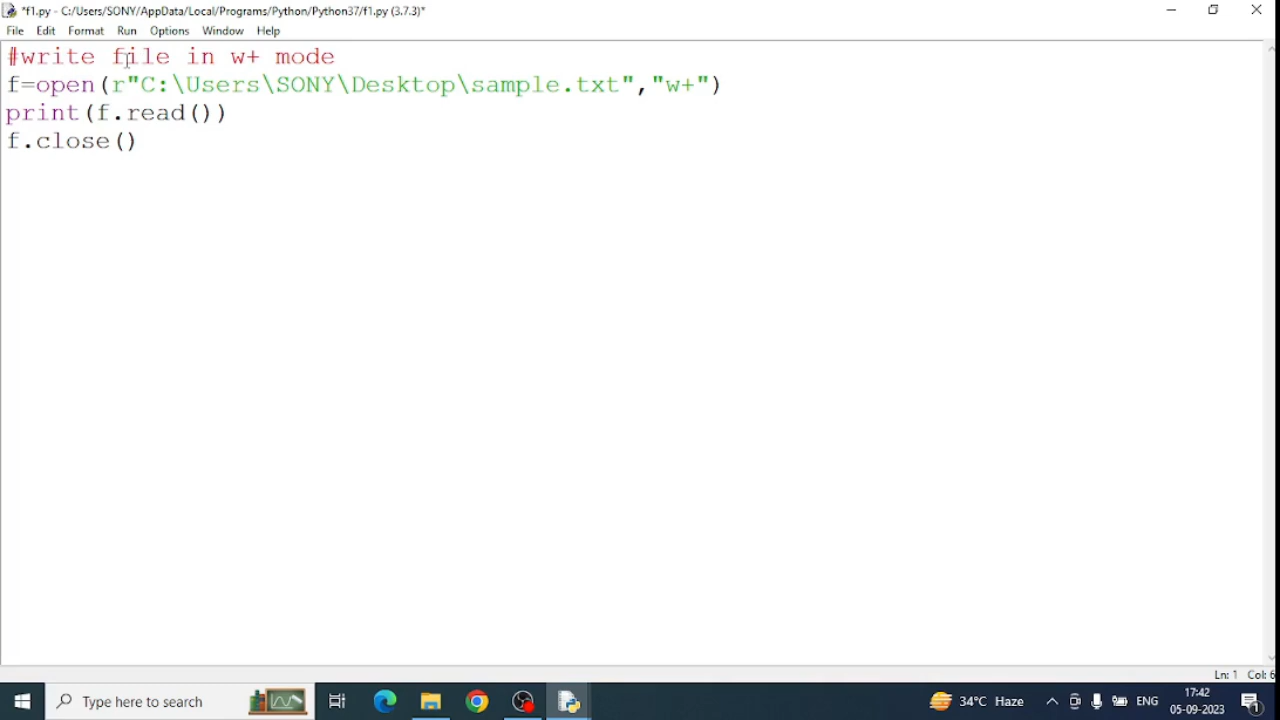 *f1.py - C:/Users/SONY/AppData/Local/Programs/Python/Python37/f1.py (3.7.3)*
File Edit Format Run Options Window Help
#write file in w+ mode
f=open(r"C:\Users\SONY\Desktop\sample.txt","w+")
print(f.read())
f.close()
Ln: 1 Col: 6
Type here to search
34°C Haze
ENG
17:42
05-09-2023
1